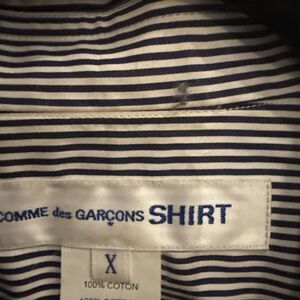 COMME des GARÇONS SHIRT
X
100% COTON